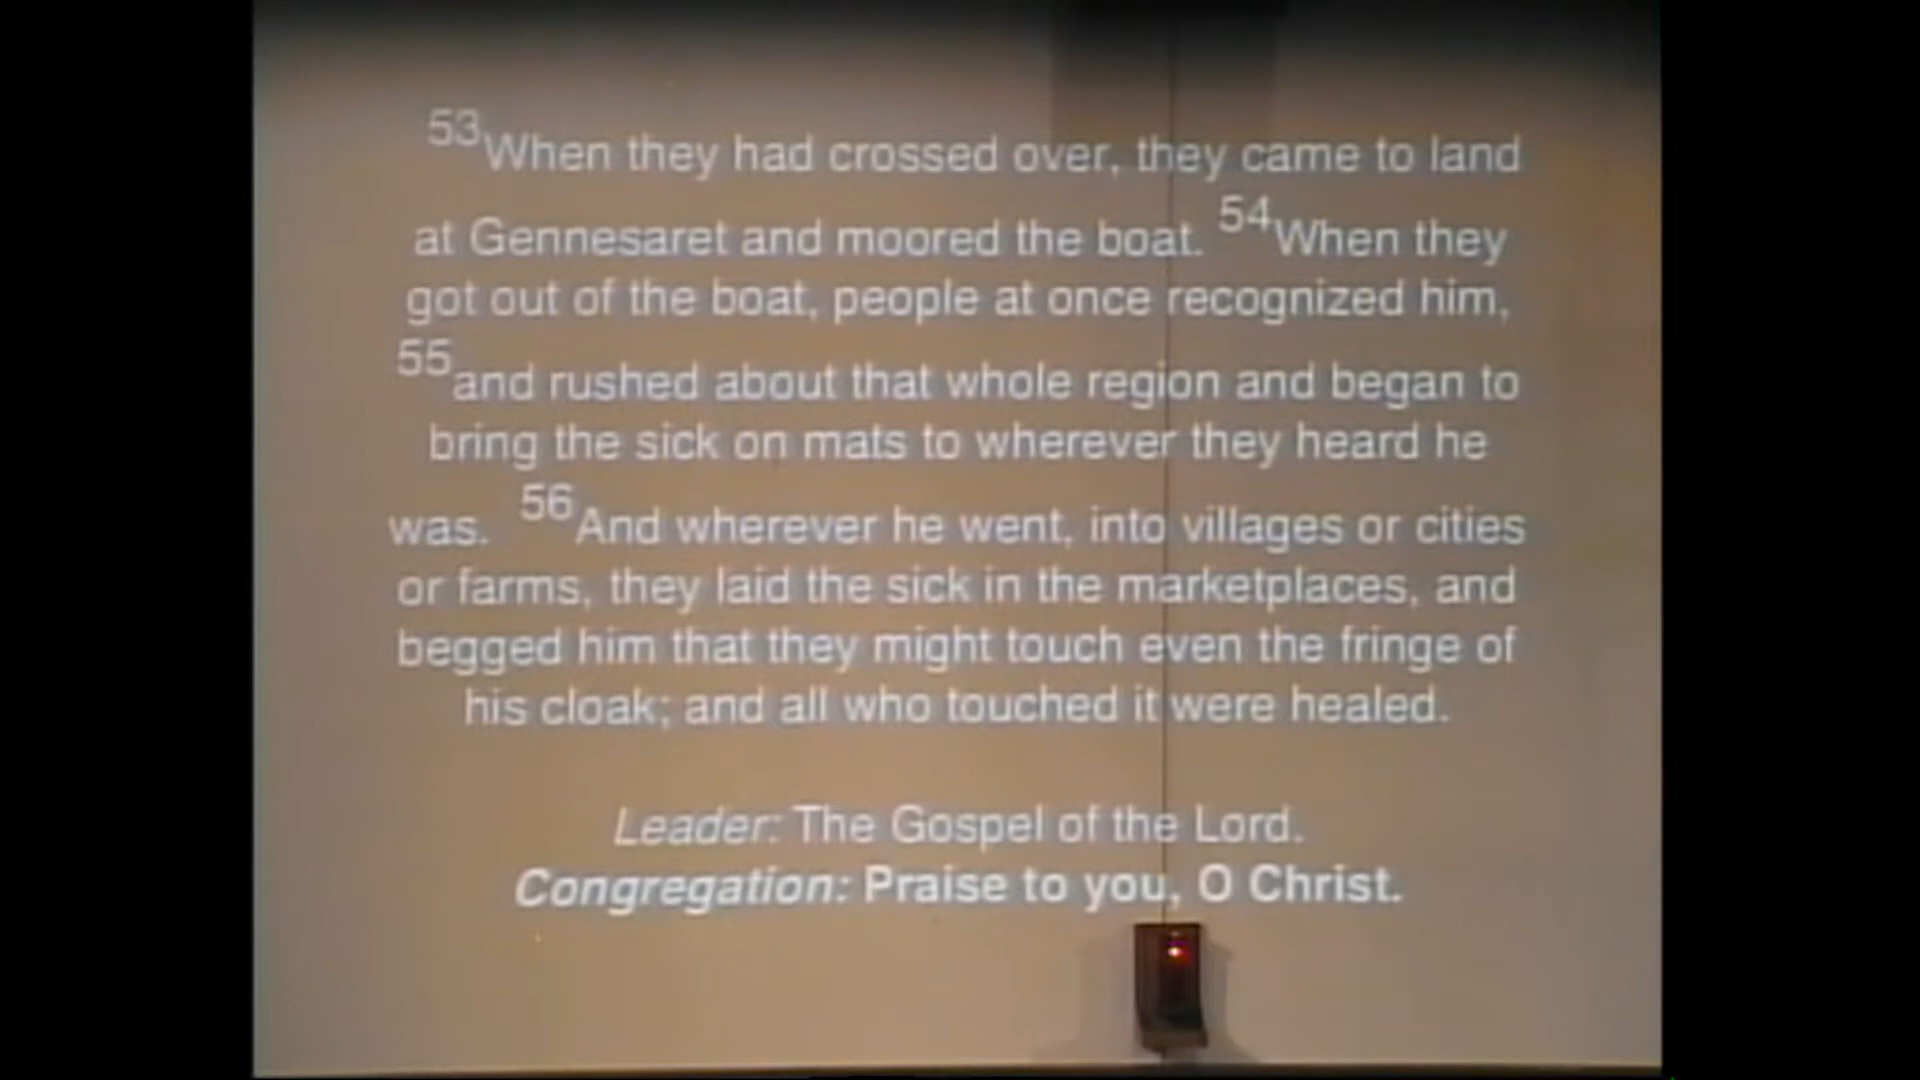 53When they had crossed over, they came to land
at Gennesaret and moored the boat. 54When they
got out of the boat, people at once recognized him,
55and rushed about that whole region and began to
bring the sick on mats to wherever they heard he
was. 56And wherever he went, into villages or cities
or farms, they laid the sick in the marketplaces, and
begged him that they might touch even the fringe of
his cloak; and all who touched it were healed.
Leader: The Gospel of the Lord.
Congregation: Praise to you, O Christ.